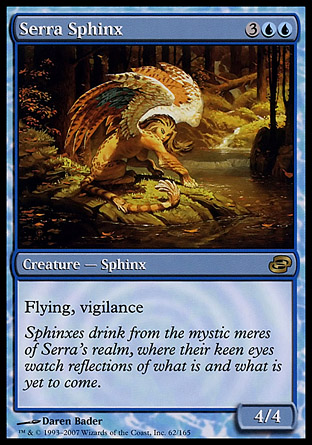 Serra Sphinx 3
Creature — Sphinx
Flying, vigilance
Sphinxes drink from the mystic meres
of Serra's realm, where their keen eyes
watch reflections of what is and what is
yet to come.
Daren Bader
4/4
™ & © 1993–2007 Wizards of the Coast, Inc. 62/165